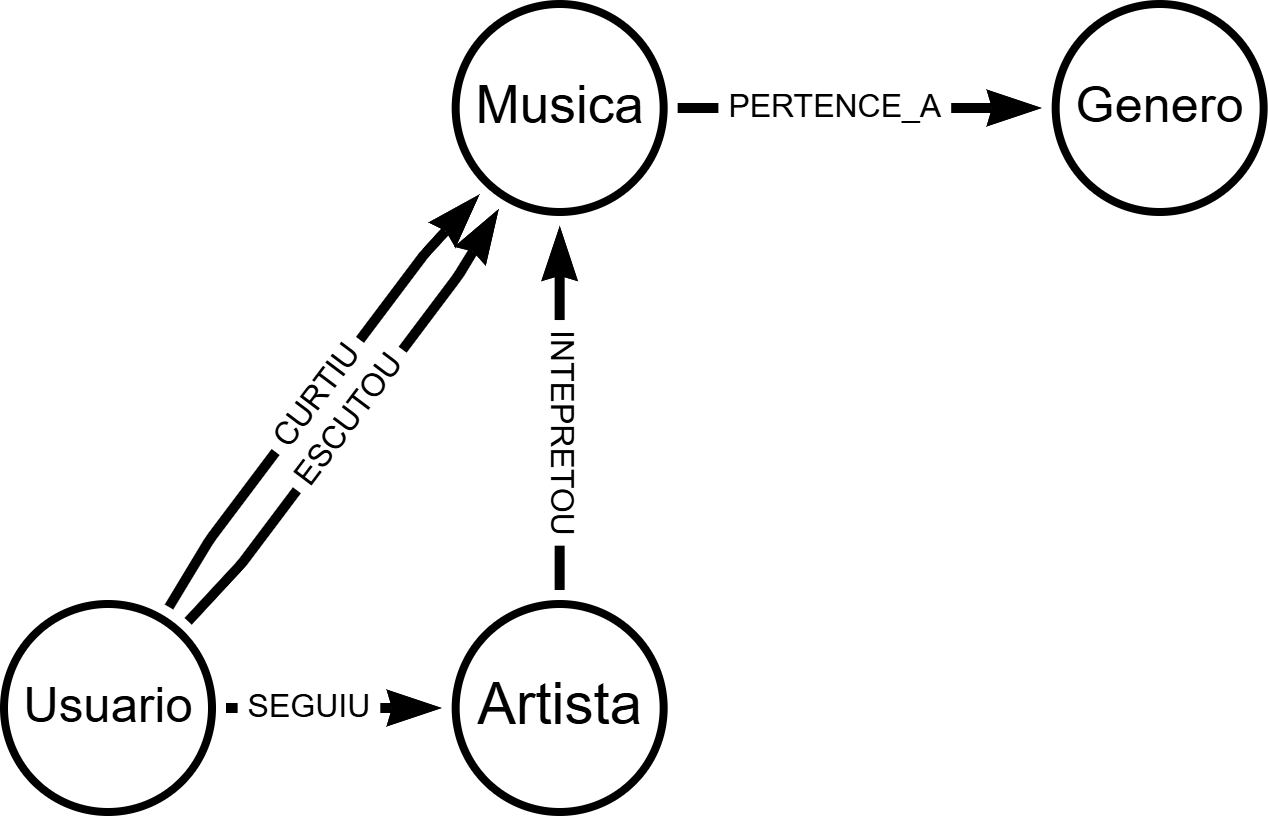 Musica
PERTENCE_A
Genero
CURTIU
ESCUTOU
INTEPRETOU
Usuario
SEGUIU
Artista